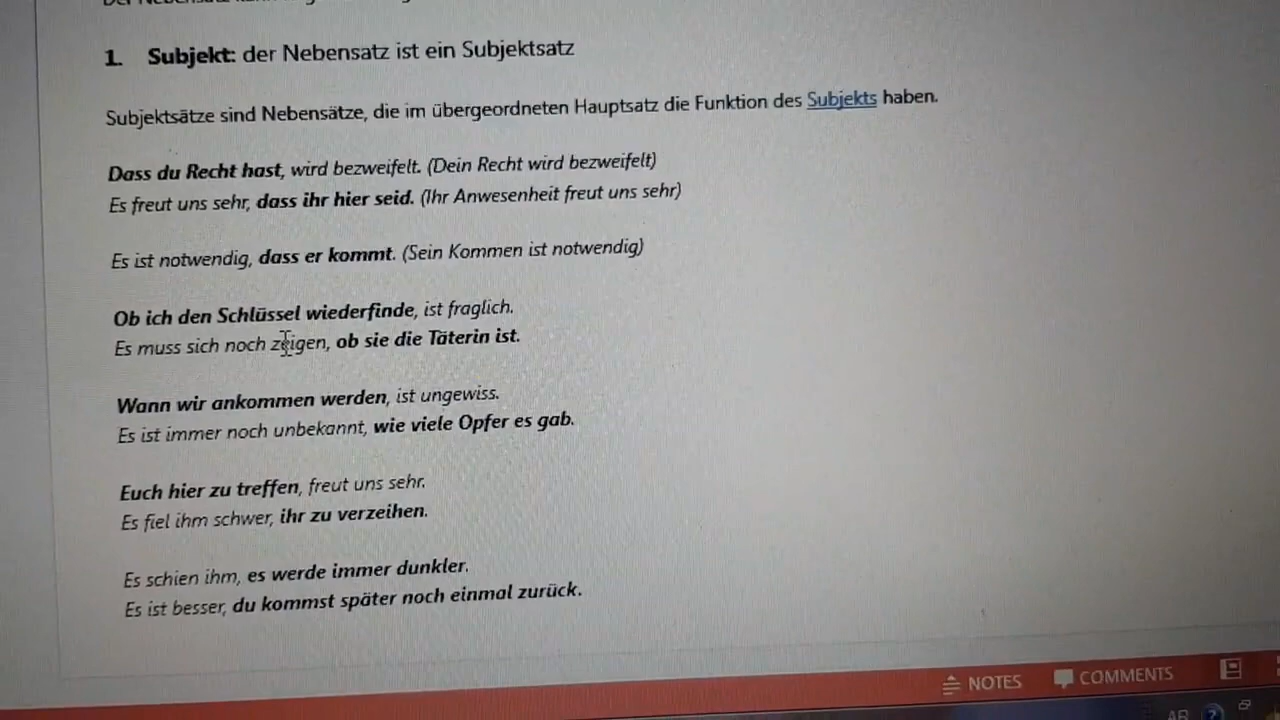 1. Subjekt: der Nebensatz ist ein Subjektsatz
Subjektsätze sind Nebensätze, die im übergeordneten Hauptsatz die Funktion des Subjekts haben.
Dass du Recht hast, wird bezweifelt. (Dein Recht wird bezweifelt)
Es freut uns sehr, dass ihr hier seid. (Ihr Anwesenheit freut uns sehr)
Es ist notwendig, dass er kommt. (Sein Kommen ist notwendig)
Ob ich den Schlüssel wiederfinde, ist fraglich.
Es muss sich noch zeigen, ob sie die Täterin ist.
Wann wir ankommen werden, ist ungewiss.
Es ist immer noch unbekannt, wie viele Opfer es gab.
Euch hier zu treffen, freut uns sehr.
Es fiel ihm schwer, ihr zu verzeihen.
Es schien ihm, es werde immer dunkler.
Es ist besser, du kommst später noch einmal zurück.
NOTES COMMENTS